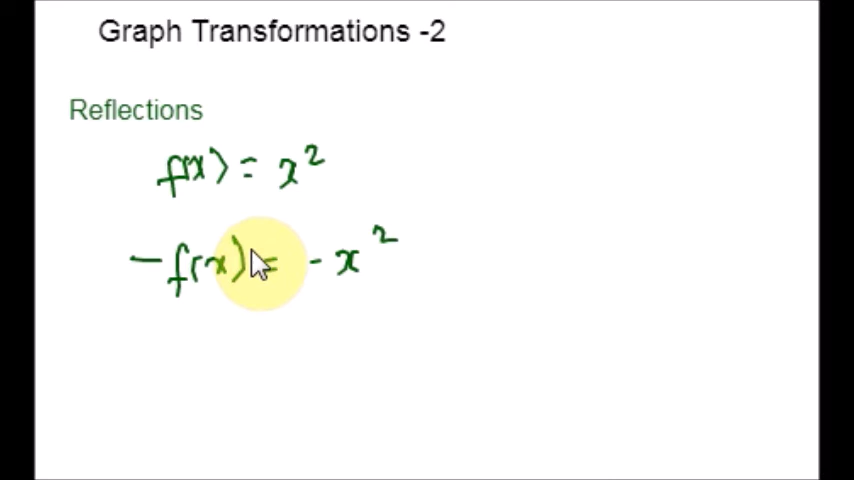 Graph Transformations -2
Reflections
f(x) = x²
- f(x) = - x²